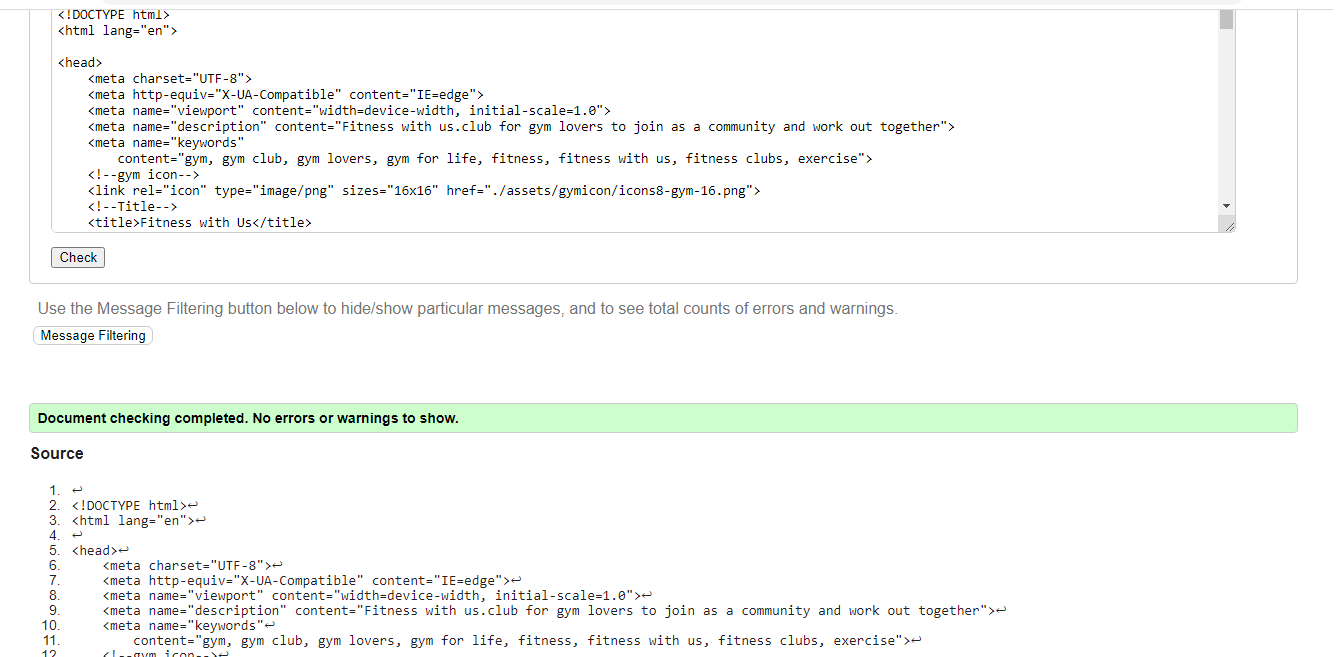 <!DOCTYPE html>
<html lang="en">
<head>
<meta charset="UTF-8">
<meta http-equiv="X-UA-Compatible" content="IE=edge">
<meta name="viewport" content="width=device-width, initial-scale=1.0">
<meta name="description" content="Fitness with us.club for gym lovers to join as a community and work out together">
<meta name="keywords"
content="gym, gym club, gym lovers, gym for life, fitness, fitness with us, fitness clubs, exercise">
<!--gym icon-->
<link rel="icon" type="image/png" sizes="16x16" href="./assets/gymicon/icons8-gym-16.png">
<!--Title-->
<title>Fitness with Us</title>
Check
Use the Message Filtering button below to hide/show particular messages, and to see total counts of errors and warnings.
Message Filtering
Document checking completed. No errors or warnings to show.
Source
1. ↩
2. <!DOCTYPE html>↩
3. <html lang="en">↩
4. ↩
5. <head>↩
6. <meta charset="UTF-8">↩
7. <meta http-equiv="X-UA-Compatible" content="IE=edge">↩
8. <meta name="viewport" content="width=device-width, initial-scale=1.0">↩
9. <meta name="description" content="Fitness with us.club for gym lovers to join as a community and work out together">↩
10. <meta name="keywords"↩
11. content="gym, gym club, gym lovers, gym for life, fitness, fitness with us, fitness clubs, exercise">↩
12. <!--gym icon-->↩